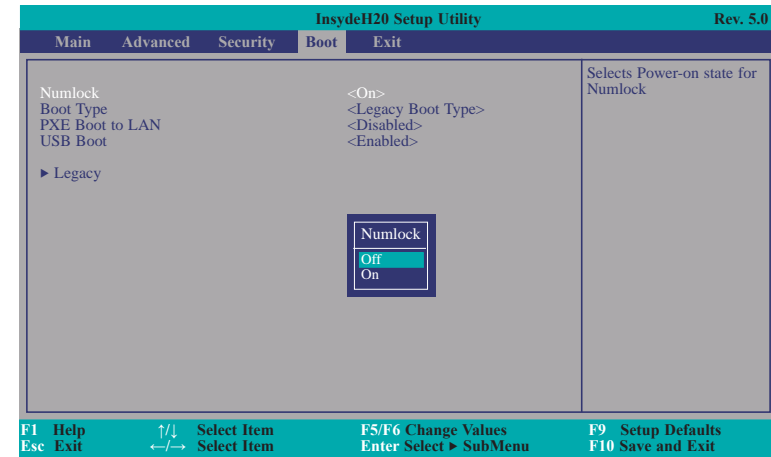 InsydeH20 Setup Utility Rev. 5.0
Main Advanced Security Boot Exit
Numlock <On>
Boot Type <Legacy Boot Type>
PXE Boot to LAN <Disabled>
USB Boot <Enabled>
▶ Legacy
Selects Power-on state for
Numlock
Numlock
Off
On
F1 Help ↑/↓ Select Item F5/F6 Change Values F9 Setup Defaults
Esc Exit ←/→ Select Item Enter Select ▶ SubMenu F10 Save and Exit